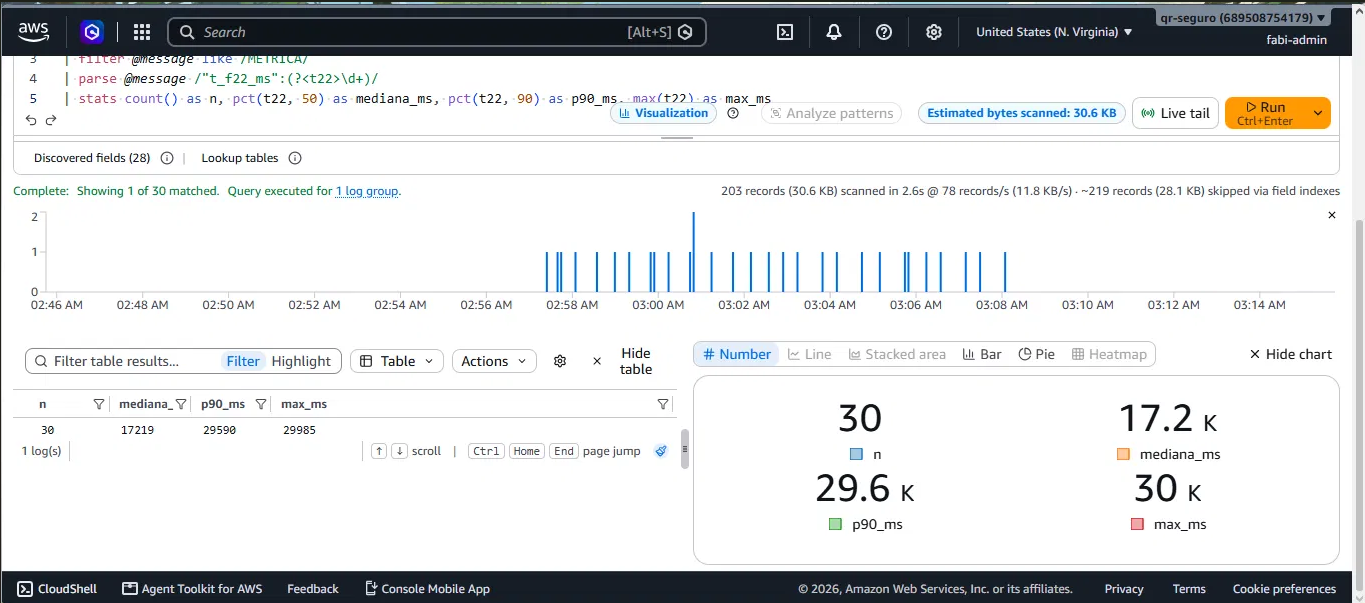 aws
Search [Alt+S]
United States (N. Virginia) ▼
qr-seguro (689508754179) ▼
fabi-admin
3 | filter @message like /METRICA/
4 | parse @message /"t_f22_ms":(?<t22>\d+)/
5 | stats count() as n, pct(t22, 50) as mediana_ms, pct(t22, 90) as p90_ms, max(t22) as max_ms
Visualization
Analyze patterns
Estimated bytes scanned: 30.6 KB
Live tail
Run
Ctrl+Enter
Discovered fields (28) | Lookup tables
Complete: Showing 1 of 30 matched. Query executed for 1 log group.
203 records (30.6 KB) scanned in 2.6s @ 78 records/s (11.8 KB/s) · ~219 records (28.1 KB) skipped via field indexes
2
1
0
02:46 AM 02:48 AM 02:50 AM 02:52 AM 02:54 AM 02:56 AM 02:58 AM 03:00 AM 03:02 AM 03:04 AM 03:06 AM 03:08 AM 03:10 AM 03:12 AM 03:14 AM
Filter table results... Filter Highlight
Table
Actions
Hide table
n mediana_ p90_ms max_ms
30 17219 29590 29985
1 log(s)
↑ ↓ scroll | Ctrl Home End page jump
# Number Line Stacked area Bar Pie Heatmap
Hide chart
30
n
17.2 K
mediana_ms
29.6 K
p90_ms
30 K
max_ms
CloudShell Agent Toolkit for AWS Feedback Console Mobile App
© 2026, Amazon Web Services, Inc. or its affiliates. Privacy Terms Cookie preferences